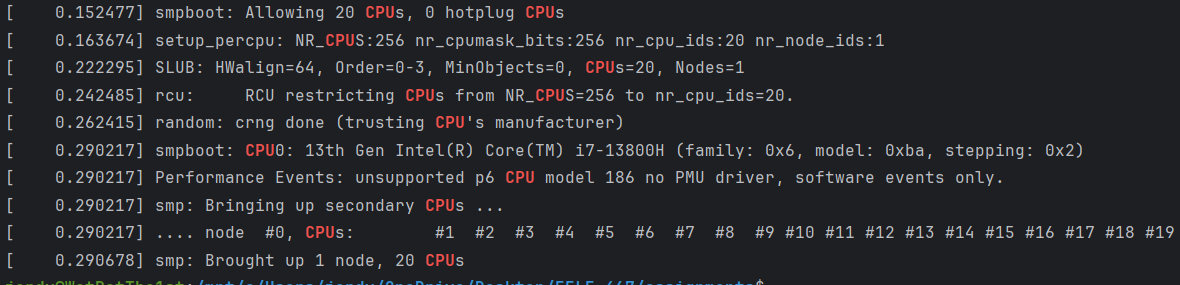 [    0.152477] smpboot: Allowing 20 CPUs, 0 hotplug CPUs
[    0.163674] setup_percpu: NR_CPUS:256 nr_cpumask_bits:256 nr_cpu_ids:20 nr_node_ids:1
[    0.222295] SLUB: HWalign=64, Order=0-3, MinObjects=0, CPUs=20, Nodes=1
[    0.242485] rcu:     RCU restricting CPUs from NR_CPUS=256 to nr_cpu_ids=20.
[    0.262415] random: crng done (trusting CPU's manufacturer)
[    0.290217] smpboot: CPU0: 13th Gen Intel(R) Core(TM) i7-13800H (family: 0x6, model: 0xba, stepping: 0x2)
[    0.290217] Performance Events: unsupported p6 CPU model 186 no PMU driver, software events only.
[    0.290217] smp: Bringing up secondary CPUs ...
[    0.290217] .... node  #0, CPUs:        #1  #2  #3  #4  #5  #6  #7  #8  #9 #10 #11 #12 #13 #14 #15 #16 #17 #18 #19
[    0.290678] smp: Brought up 1 node, 20 CPUs